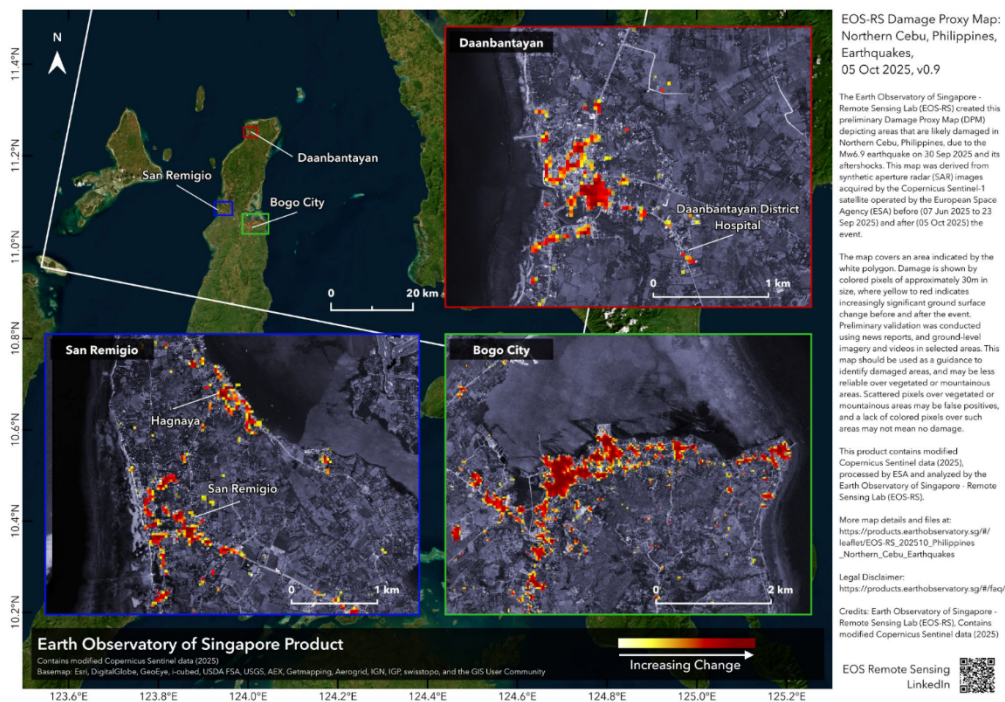 EOS-RS Damage Proxy Map:
Northern Cebu, Philippines,
Earthquakes,
05 Oct 2025, v0.9
The Earth Observatory of Singapore -
Remote Sensing Lab (EOS-RS) created this
preliminary Damage Proxy Map (DPM)
depicting areas that are likely damaged in
Northern Cebu, Philippines, due to the
Mw6.9 earthquake on 30 Sep 2025 and its
aftershocks. This map was derived from
synthetic aperture radar (SAR) images
acquired by the Copernicus Sentinel-1
satellite operated by the European Space
Agency (ESA) before (07 Jun 2025 to 23
Sep 2025) and after (05 Oct 2025) the
event.
The map covers an area indicated by the
white polygon. Damage is shown by
colored pixels of approximately 30m in
size, where yellow to red indicates
increasingly significant ground surface
change before and after the event.
Preliminary validation was conducted
using news reports, and ground-level
imagery and videos in selected areas. This
map should be used as a guidance to
identify damaged areas, and may be less
reliable over vegetated or mountainous
areas. Scattered pixels over vegetated or
mountainous areas may be false positives,
and a lack of colored pixels over such
areas may not mean no damage.
This product contains modified
Copernicus Sentinel data (2025),
processed by ESA and analyzed by the
Earth Observatory of Singapore - Remote
Sensing Lab (EOS-RS).
More map details and files at:
https://products.earthobservatory.sg/#/
leaflet/EOS-RS_202510_Philippines
_Northern_Cebu_Earthquakes
Legal Disclaimer:
https://products.earthobservatory.sg/#/faq/
Credits: Earth Observatory of Singapore -
Remote Sensing Lab (EOS-RS), Contains
modified Copernicus Sentinel data (2025)
EOS Remote Sensing
LinkedIn
N
Daanbantayan
San Remigio
Bogo City
0 20 km
Daanbantayan
Daanbantayan District
Hospital
0 1 km
San Remigio
Hagnaya
San Remigio
0 1 km
Bogo City
0 2 km
Earth Observatory of Singapore Product
Contains modified Copernicus Sentinel data (2025)
Basemap: Esri, DigitalGlobe, GeoEye, i-cubed, USDA FSA, USGS, AEX, Getmapping, Aerogrid, IGN, IGP, swisstopo, and the GIS User Community
Increasing Change
11.4°N
11.2°N
11.0°N
10.8°N
10.6°N
10.4°N
10.2°N
123.6°E 123.8°E 124.0°E 124.2°E 124.4°E 124.6°E 124.8°E 125.0°E 125.2°E